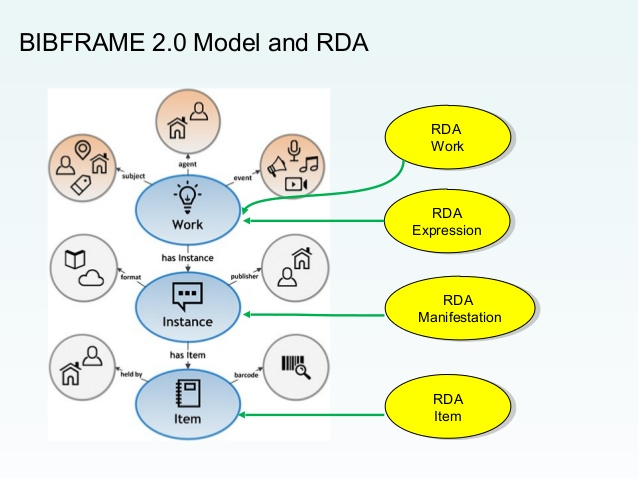 BIBFRAME 2.0 Model and RDA
agent
subject
event
Work
has Instance
format
publisher
Instance
has Item
held by
barcode
Item
RDA
Work
RDA
Expression
RDA
Manifestation
RDA
Item